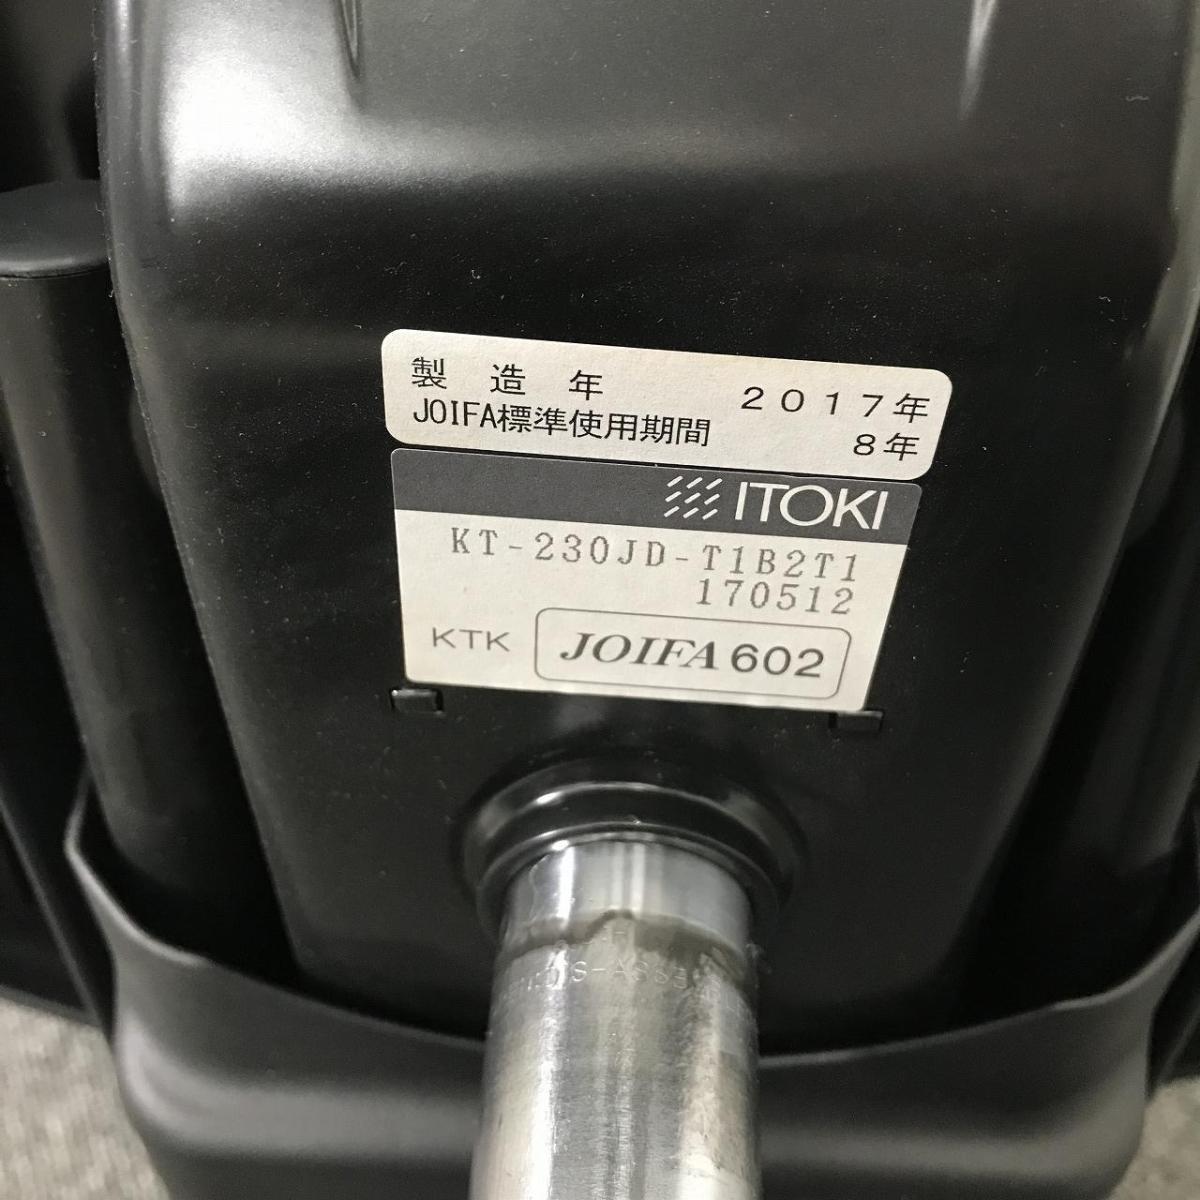 製造年 2017年
JOIFA標準使用期間 8年
ITOKI
KT-230JD-T1B2T1
170512
KTK JOIFA 602